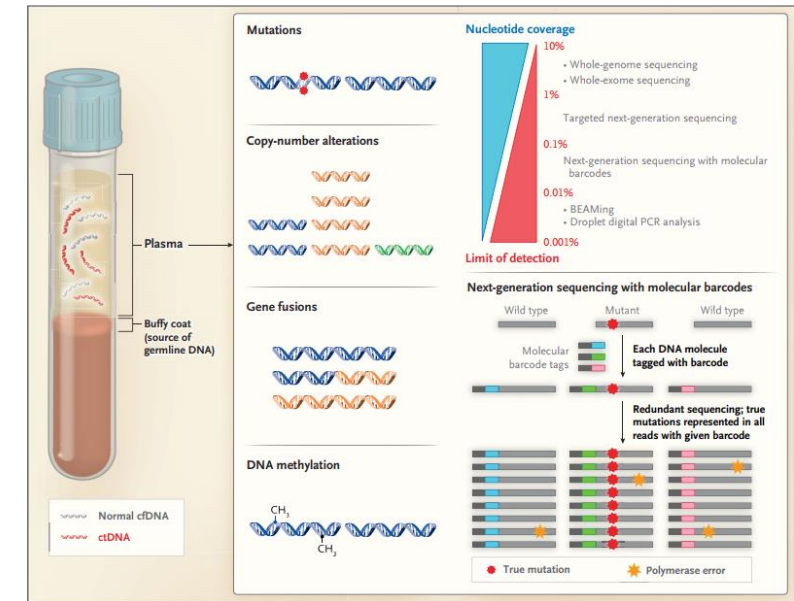 Plasma
Buffy coat
(source of
germline DNA)
Normal cfDNA
ctDNA
Mutations
Copy-number alterations
Gene fusions
DNA methylation
CH3
CH3
Nucleotide coverage
10%
• Whole-genome sequencing
• Whole-exome sequencing
1%
Targeted next-generation sequencing
0.1%
Next-generation sequencing with molecular
barcodes
0.01%
• BEAMing
• Droplet digital PCR analysis
0.001%
Limit of detection
Next-generation sequencing with molecular barcodes
Wild type
Mutant
Wild type
Molecular
barcode tags
Each DNA molecule
tagged with barcode
Redundant sequencing; true
mutations represented in all
reads with given barcode
True mutation
Polymerase error